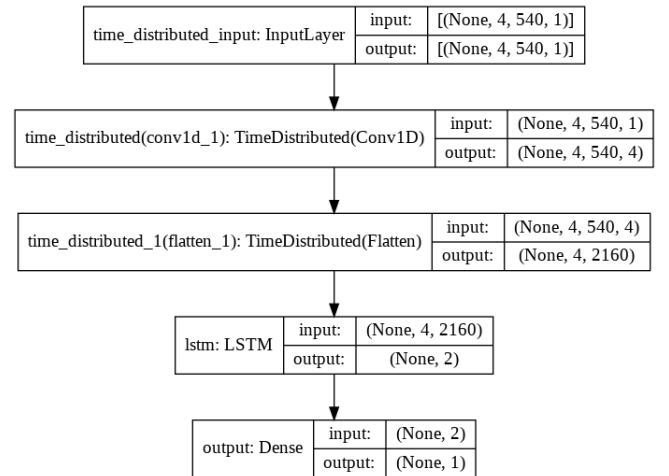 time_distributed_input: InputLayer
input: [(None, 4, 540, 1)]
output: [(None, 4, 540, 1)]
time_distributed(conv1d_1): TimeDistributed(Conv1D)
input: (None, 4, 540, 1)
output: (None, 4, 540, 4)
time_distributed_1(flatten_1): TimeDistributed(Flatten)
input: (None, 4, 540, 4)
output: (None, 4, 2160)
lstm: LSTM
input: (None, 4, 2160)
output: (None, 2)
output: Dense
input: (None, 2)
output: (None, 1)